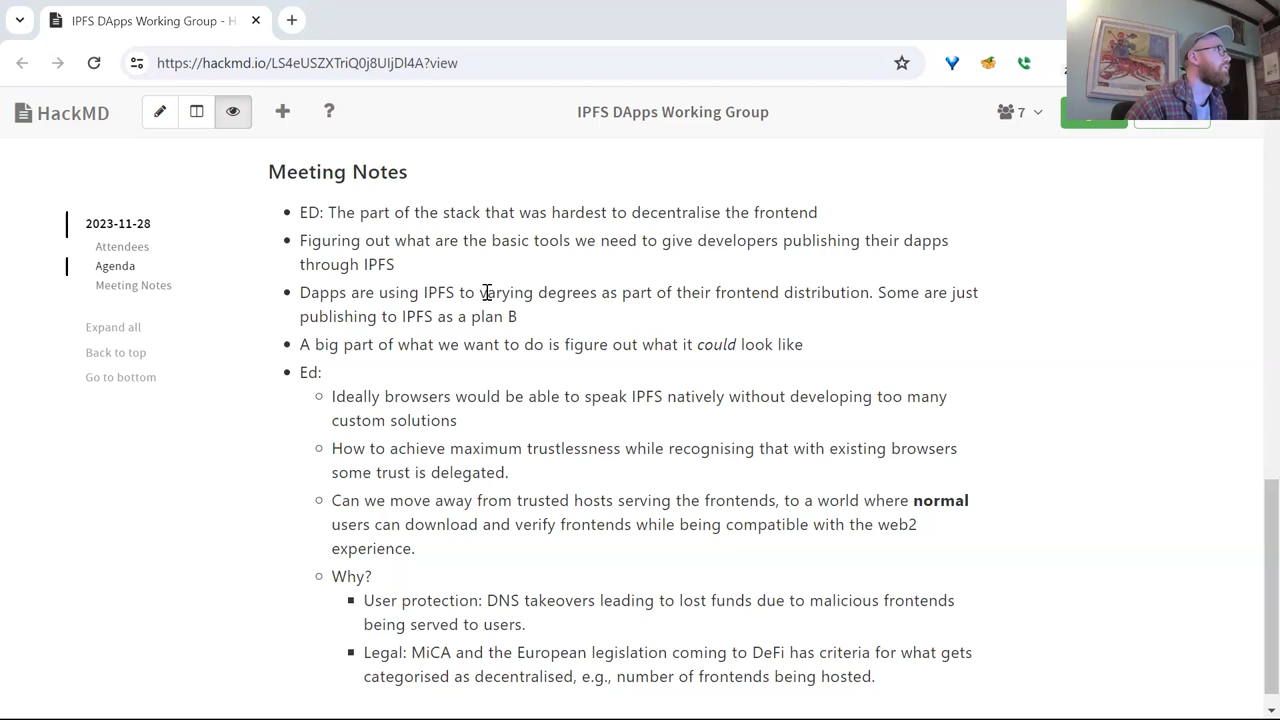 IPFS DApps Working Group - H
https://hackmd.io/LS4eUSZXTriQ0j8UIjDl4A?view
HackMD
IPFS DApps Working Group
7
2023-11-28
Attendees
Agenda
Meeting Notes
Expand all
Back to top
Go to bottom
Meeting Notes
ED: The part of the stack that was hardest to decentralise the frontend
Figuring out what are the basic tools we need to give developers publishing their dapps
through IPFS
Dapps are using IPFS to varying degrees as part of their frontend distribution. Some are just
publishing to IPFS as a plan B
A big part of what we want to do is figure out what it could look like
Ed:
Ideally browsers would be able to speak IPFS natively without developing too many
custom solutions
How to achieve maximum trustlessness while recognising that with existing browsers
some trust is delegated.
Can we move away from trusted hosts serving the frontends, to a world where normal
users can download and verify frontends while being compatible with the web2
experience.
Why?
User protection: DNS takeovers leading to lost funds due to malicious frontends
being served to users.
Legal: MiCA and the European legislation coming to DeFi has criteria for what gets
categorised as decentralised, e.g., number of frontends being hosted.